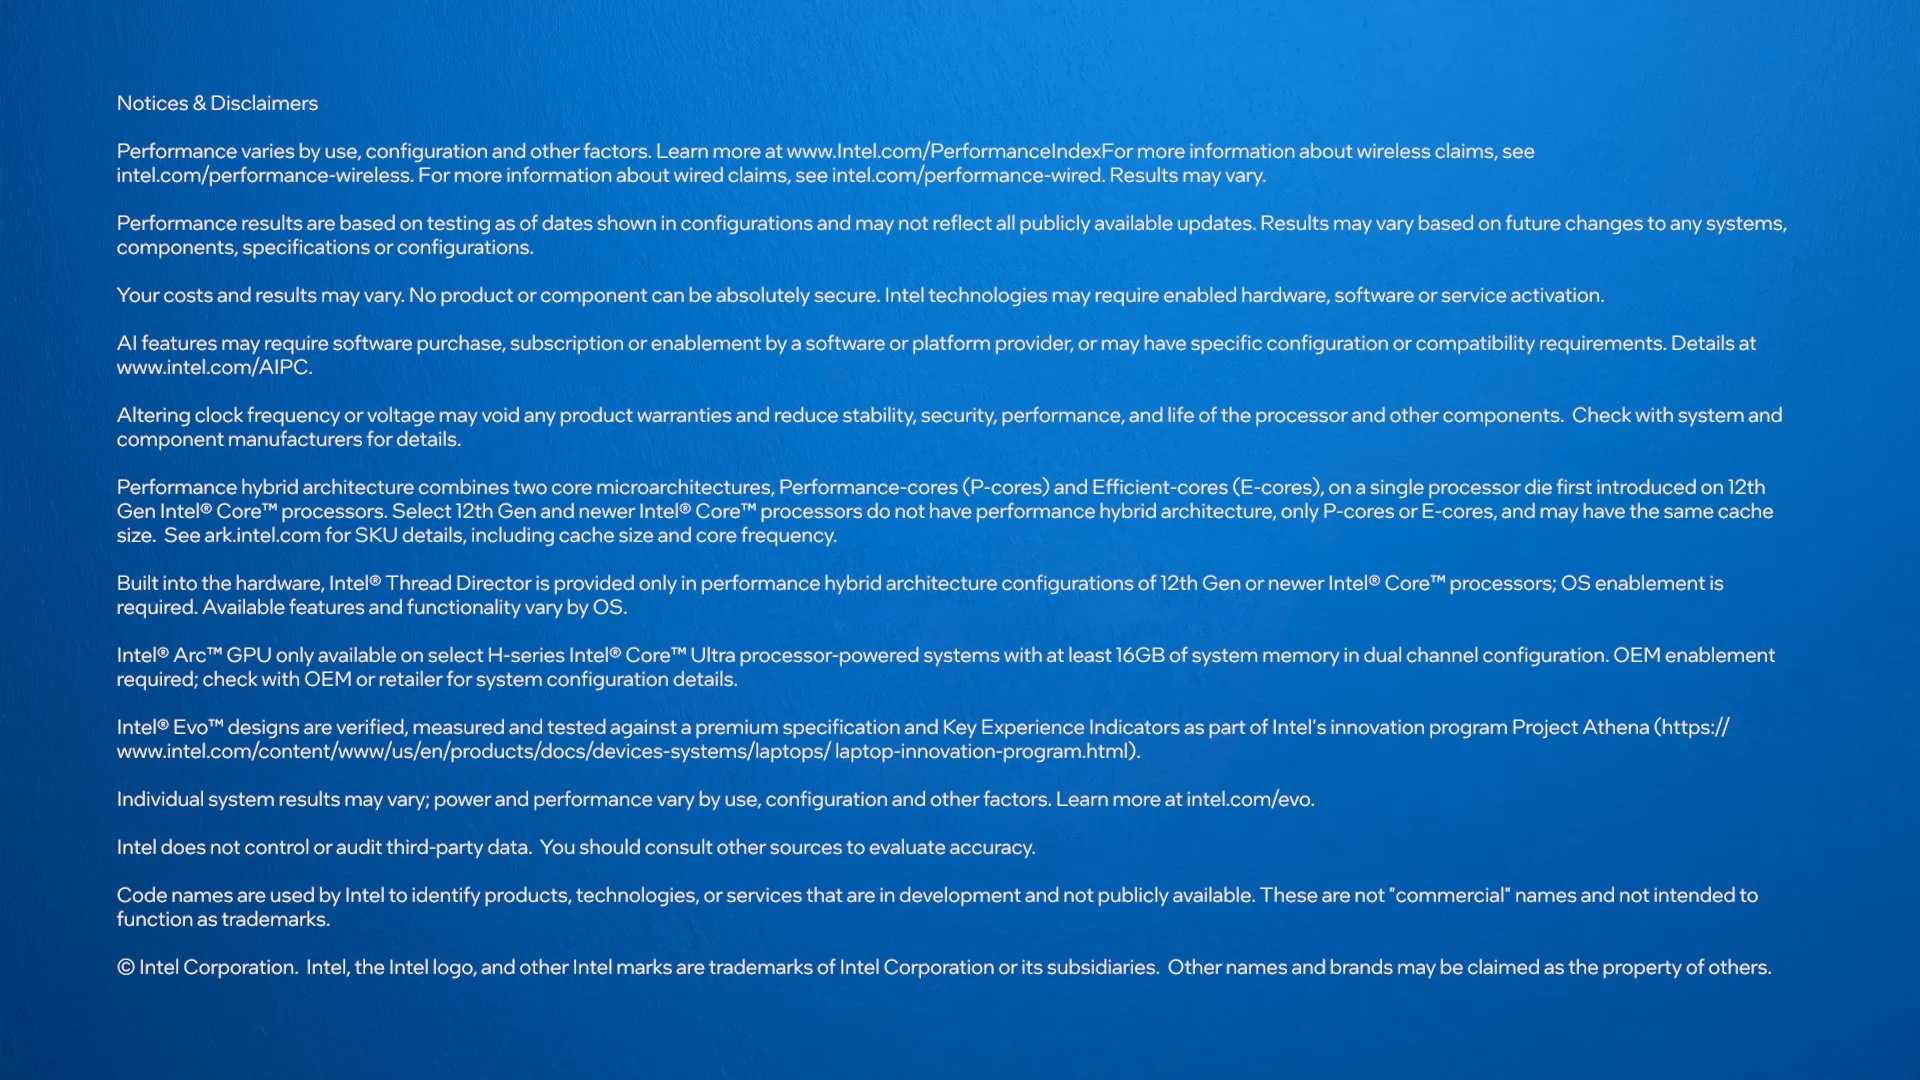 Notices & Disclaimers
Performance varies by use, configuration and other factors. Learn more at www.Intel.com/PerformanceIndexFor more information about wireless claims, see
intel.com/performance-wireless. For more information about wired claims, see intel.com/performance-wired. Results may vary.
Performance results are based on testing as of dates shown in configurations and may not reflect all publicly available updates. Results may vary based on future changes to any systems,
components, specifications or configurations.
Your costs and results may vary. No product or component can be absolutely secure. Intel technologies may require enabled hardware, software or service activation.
AI features may require software purchase, subscription or enablement by a software or platform provider, or may have specific configuration or compatibility requirements. Details at
www.intel.com/AIPC.
Altering clock frequency or voltage may void any product warranties and reduce stability, security, performance, and life of the processor and other components.  Check with system and
component manufacturers for details.
Performance hybrid architecture combines two core microarchitectures, Performance-cores (P-cores) and Efficient-cores (E-cores), on a single processor die first introduced on 12th
Gen Intel® Core™ processors. Select 12th Gen and newer Intel® Core™ processors do not have performance hybrid architecture, only P-cores or E-cores, and may have the same cache
size.  See ark.intel.com for SKU details, including cache size and core frequency.
Built into the hardware, Intel® Thread Director is provided only in performance hybrid architecture configurations of 12th Gen or newer Intel® Core™ processors; OS enablement is
required. Available features and functionality vary by OS.
Intel® Arc™ GPU only available on select H-series Intel® Core™ Ultra processor-powered systems with at least 16GB of system memory in dual channel configuration. OEM enablement
required; check with OEM or retailer for system configuration details.
Intel® Evo™ designs are verified, measured and tested against a premium specification and Key Experience Indicators as part of Intel's innovation program Project Athena (https://
www.intel.com/content/www/us/en/products/docs/devices-systems/laptops/ laptop-innovation-program.html).
Individual system results may vary; power and performance vary by use, configuration and other factors. Learn more at intel.com/evo.
Intel does not control or audit third-party data.  You should consult other sources to evaluate accuracy.
Code names are used by Intel to identify products, technologies, or services that are in development and not publicly available. These are not "commercial" names and not intended to
function as trademarks.
© Intel Corporation.  Intel, the Intel logo, and other Intel marks are trademarks of Intel Corporation or its subsidiaries.  Other names and brands may be claimed as the property of others.